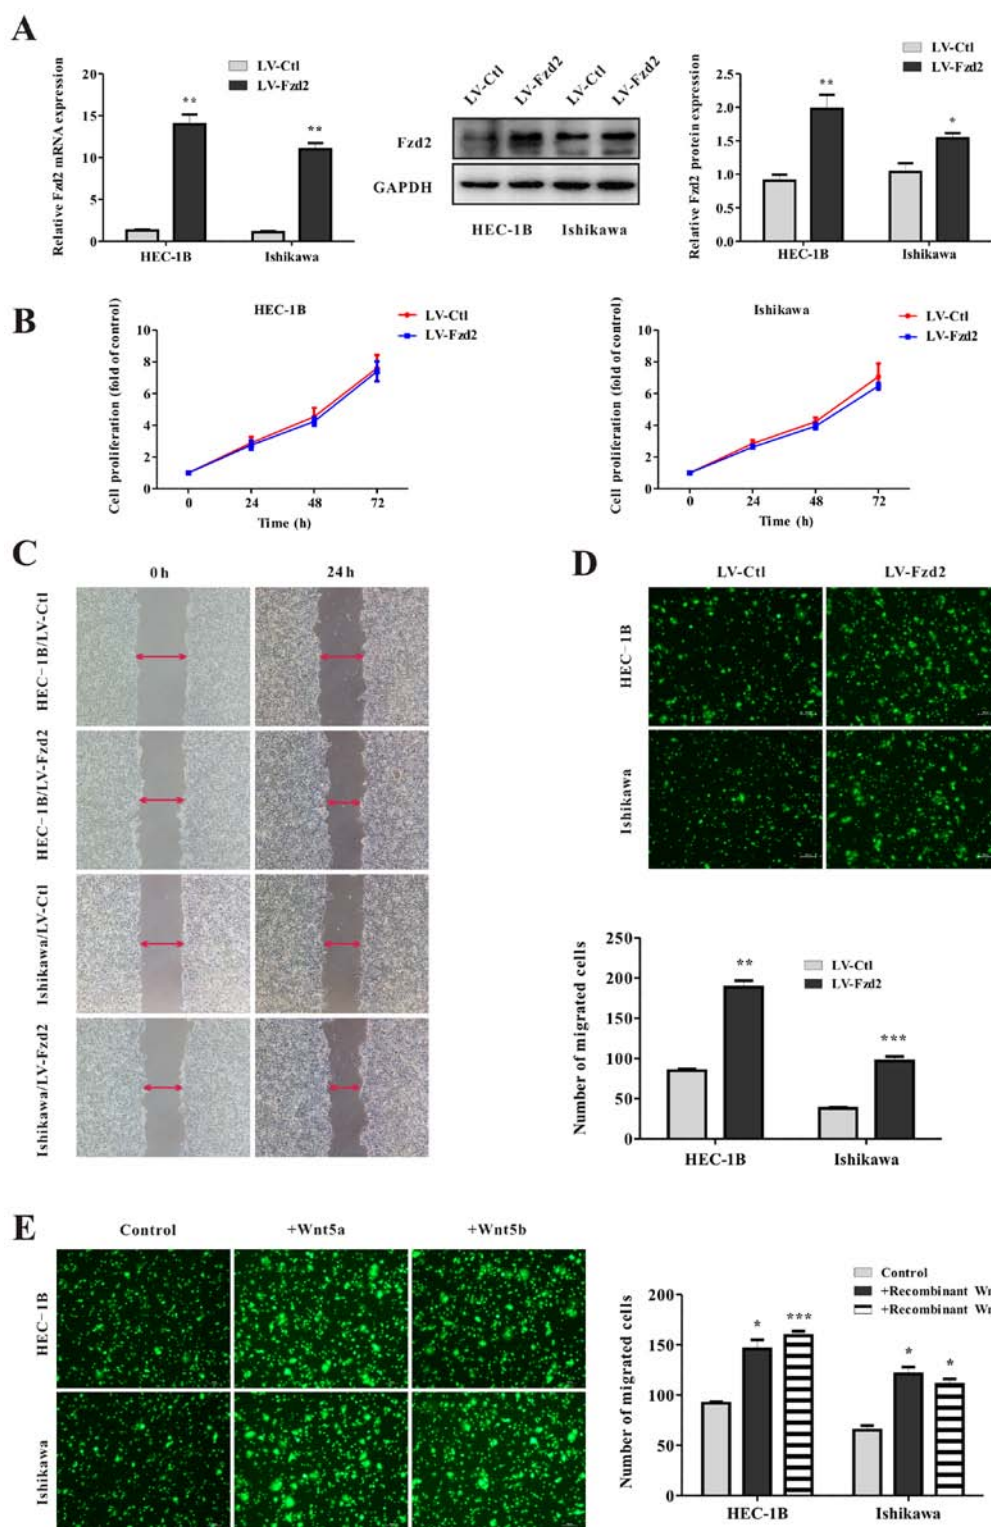 A
LV-Ctl
LV-Fzd2
Relative Fzd2 mRNA expression
20
15
10
5
0
**
**
HEC-1B
Ishikawa
LV-Ctl
LV-Fzd2
LV-Ctl
LV-Fzd2
Fzd2
GAPDH
HEC-1B
Ishikawa
LV-Ctl
LV-Fzd2
Relative Fzd2 protein expression
2.5
2.0
1.5
1.0
0.5
0.0
**
*
HEC-1B
Ishikawa
B
HEC-1B
LV-Ctl
LV-Fzd2
Cell proliferation (fold of control)
10
8
6
4
2
0
0
24
48
72
Time (h)
Ishikawa
LV-Ctl
LV-Fzd2
Cell proliferation (fold of control)
10
8
6
4
2
0
0
24
48
72
Time (h)
C
0 h
24 h
HEC-1B/LV-Ctl
HEC-1B/LV-Fzd2
Ishikawa/LV-Ctl
Ishikawa/LV-Fzd2
D
LV-Ctl
LV-Fzd2
HEC-1B
Ishikawa
LV-Ctl
LV-Fzd2
Number of migrated cells
250
200
150
100
50
0
**
***
HEC-1B
Ishikawa
E
Control
+Wnt5a
+Wnt5b
HEC-1B
Ishikawa
Control
+Recombinant Wn
+Recombinant Wn
Number of migrated cells
200
150
100
50
0
*
***
*
*
HEC-1B
Ishikawa